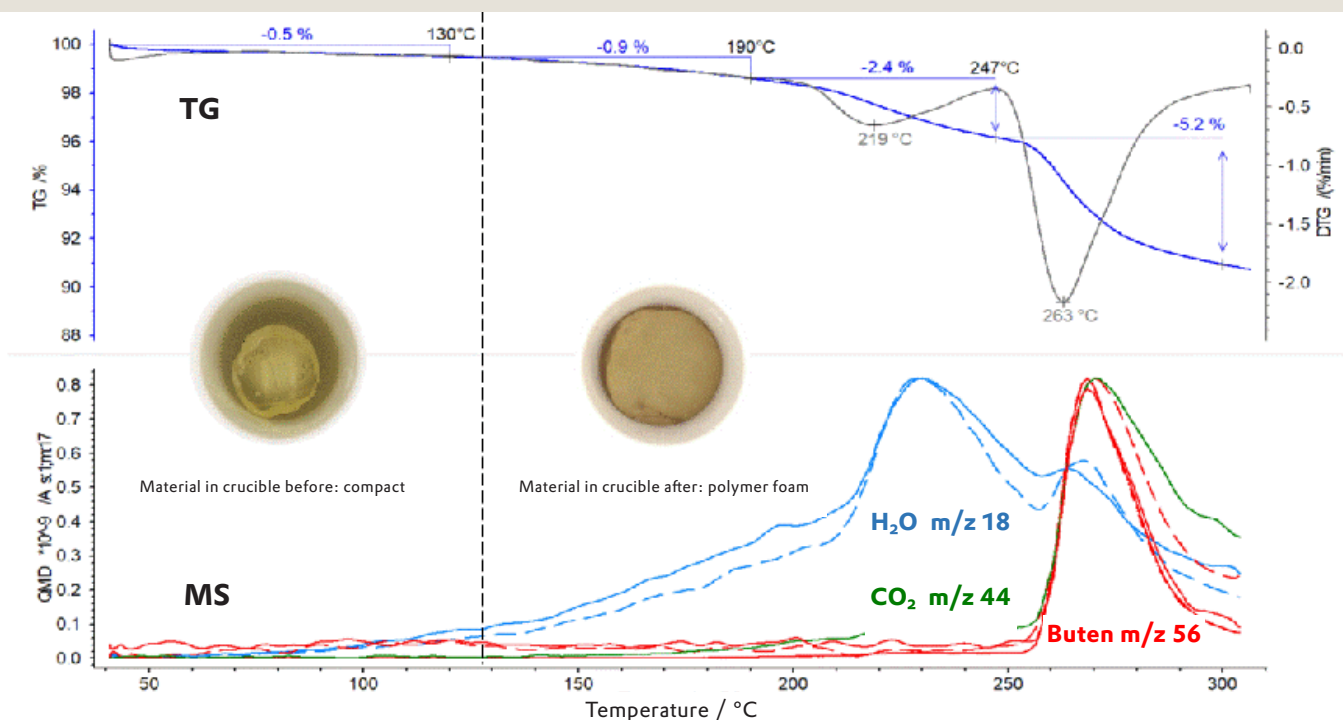 -0.5 %
130°C
-0.9 %
190°C
-2.4 %
247°C
-5.2 %
219 °C
263 °C
TG
TG /%
100
98
96
94
92
90
88
DTG /(%/min)
0.0
-0.5
-1.0
-1.5
-2.0
Material in crucible before: compact
Material in crucible after: polymer foam
MS
H₂O m/z 18
CO₂ m/z 44
Buten m/z 56
QMID *10^-9 /A
0.8
0.7
0.6
0.5
0.4
0.3
0.2
0.1
0.0
50
100
150
200
250
300
Temperature / °C